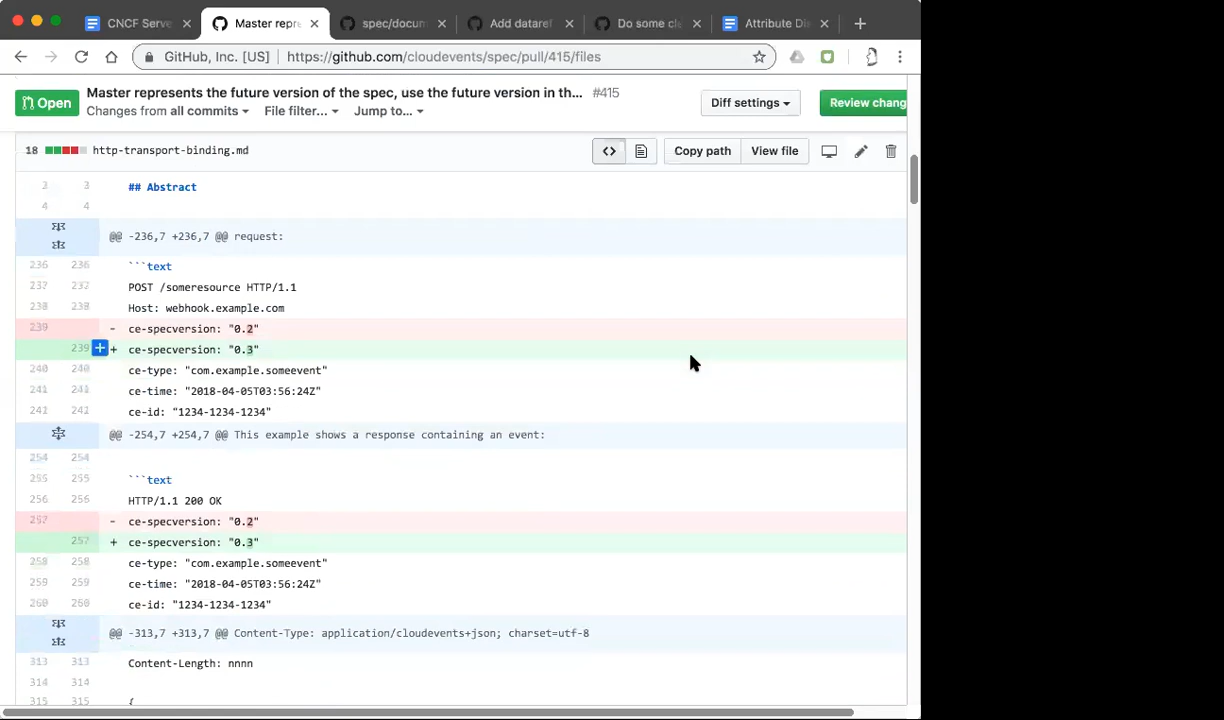 CNCF Serve
Master repre
spec/docum
Add dataref
Do some cle
Attribute Di
GitHub, Inc. [US]
https://github.com/cloudevents/spec/pull/415/files
Open
Master represents the future version of the spec, use the future version in th... #415
Changes from all commits
File filter...
Jump to...
Diff settings
Review chang
18
http-transport-binding.md
Copy path
View file
3 3 ## Abstract
4 4
@@ -236,7 +236,7 @@ request:
236 236 ```text
237 237 POST /someresource HTTP/1.1
238 238 Host: webhook.example.com
239 - ce-specversion: "0.2"
239 + ce-specversion: "0.3"
240 240 ce-type: "com.example.someevent"
241 241 ce-time: "2018-04-05T03:56:24Z"
242 242 ce-id: "1234-1234-1234"
@@ -254,7 +254,7 @@ This example shows a response containing an event:
254 254
255 255 ```text
256 256 HTTP/1.1 200 OK
257 - ce-specversion: "0.2"
257 + ce-specversion: "0.3"
258 258 ce-type: "com.example.someevent"
259 259 ce-time: "2018-04-05T03:56:24Z"
260 260 ce-id: "1234-1234-1234"
@@ -313,7 +313,7 @@ Content-Type: application/cloudevents+json; charset=utf-8
313 313 Content-Length: nnnn
314 314
315 315 {